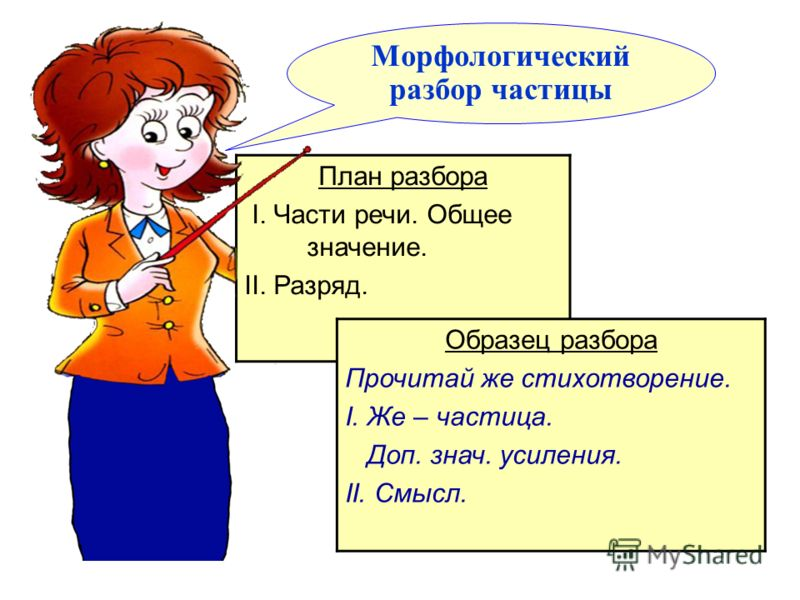 Морфологический
разбор частицы
План разбора
I. Части речи. Общее
значение.
II. Разряд.
Образец разбора
Прочитай же стихотворение.
I. Же – частица.
Доп. знач. усиления.
II. Смысл.
MyShared